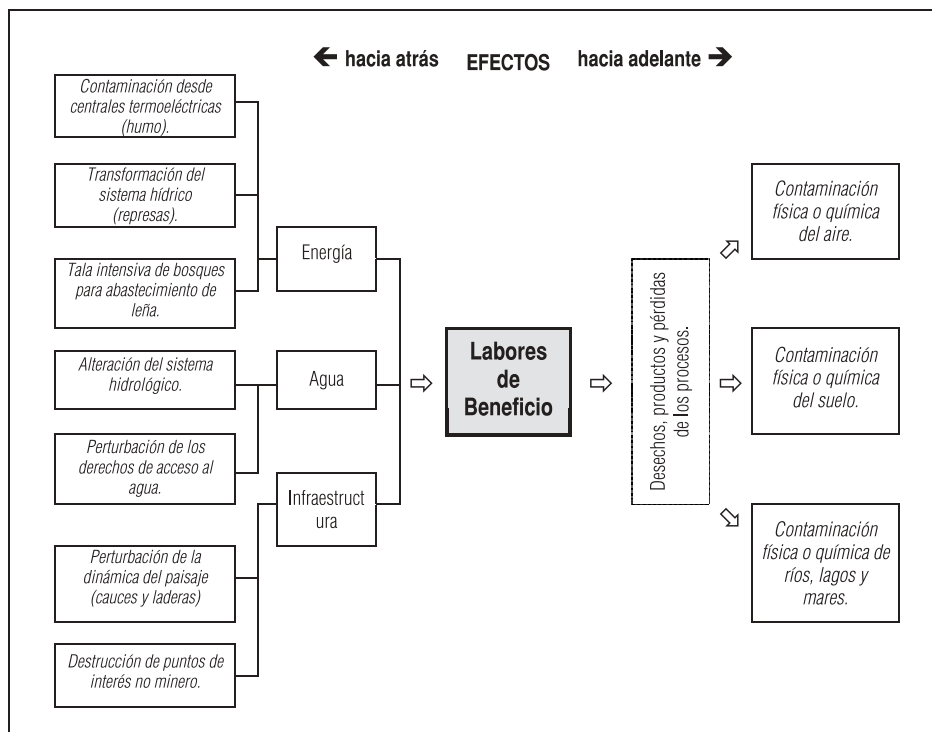 🡸 hacia atrás EFECTOS hacia adelante 🡺
Contaminación desde
centrales termoeléctricas
(humo).
Transformación del
sistema hídrico
(represas).
Tala intensiva de bosques
para abastecimiento de
leña.
Alteración del sistema
hidrológico.
Perturbación de los
derechos de acceso al
agua.
Perturbación de la
dinámica del paisaje
(cauces y laderas)
Destrucción de puntos de
interés no minero.
Energía
Agua
Infraestruct
ura
Labores
de
Beneficio
Desechos, productos y pérdidas
de los procesos.
Contaminación
física o química
del aire.
Contaminación
física o química
del suelo.
Contaminación
física o química de
ríos, lagos y
mares.